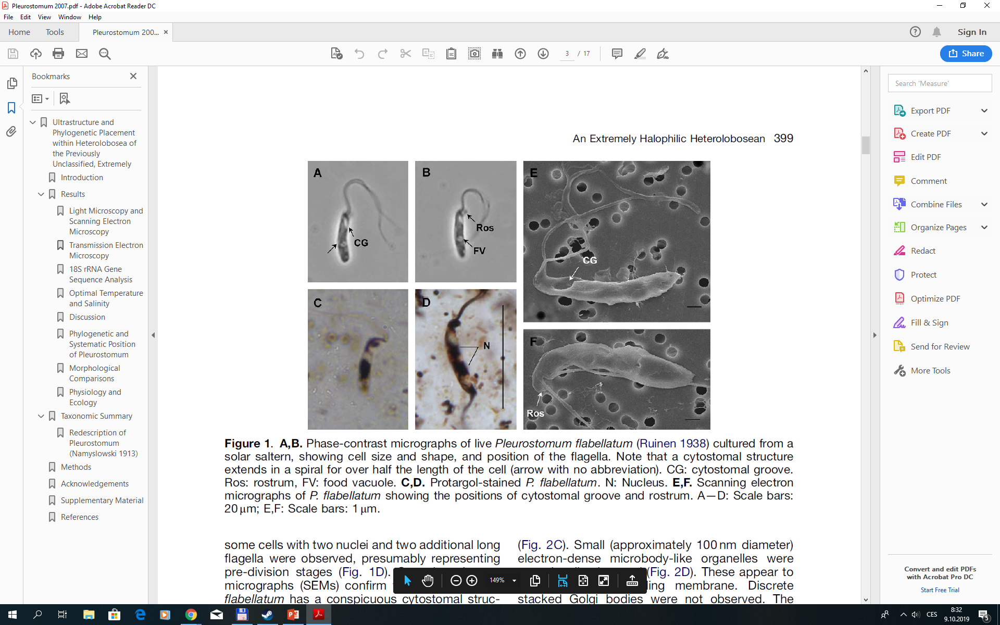 Pleurostomum 2007.pdf - Adobe Acrobat Reader DC
File Edit View Window Help
Home Tools Pleurostomum 200... ×
Sign In
3 / 17
Share
Bookmarks
Ultrastructure and
Phylogenetic Placement
within Heterolobosea of
the Previously
Unclassified, Extremely
Introduction
Results
Light Microscopy and
Scanning Electron
Microscopy
Transmission Electron
Microscopy
18S rRNA Gene
Sequence Analysis
Optimal Temperature
and Salinity
Discussion
Phylogenetic and
Systematic Position
of Pleurostomum
Morphological
Comparisons
Physiology and
Ecology
Taxonomic Summary
Redescription of
Pleurostomum
(Namyslowski 1913)
Methods
Acknowledgements
Supplementary Material
References
An Extremely Halophilic Heterolobosean 399
A
CG
B
Ros
FV
E
CG
C
D
N
F
Ros
Figure 1. A,B. Phase-contrast micrographs of live Pleurostomum flabellatum (Ruinen 1938) cultured from a
solar saltern, showing cell size and shape, and position of the flagella. Note that a cytostomal structure
extends in a spiral for over half the length of the cell (arrow with no abbreviation). CG: cytostomal groove.
Ros: rostrum, FV: food vacuole. C,D. Protargol-stained P. flabellatum. N: Nucleus. E,F. Scanning electron
micrographs of P. flabellatum showing the positions of cytostomal groove and rostrum. A—D: Scale bars:
20 μm; E,F: Scale bars: 1 μm.
some cells with two nuclei and two additional long
flagella were observed, presumably representing
pre-division stages (Fig. 1D).
micrographs (SEMs) confirm
flabellatum has a conspicuous cytostomal struc-
(Fig. 2C). Small (approximately 100 nm diameter)
electron-dense microbody-like organelles were
(Fig. 2D). These appear to
membrane. Discrete
stacked Golgi bodies were not observed. The
149%
Search 'Measure'
Export PDF
Create PDF
Edit PDF
Comment
Combine Files
Organize Pages
Redact
Protect
Optimize PDF
Fill & Sign
Send for Review
More Tools
Convert and edit PDFs
with Acrobat Pro DC
Start Free Trial
CES
8:32
9.10.2019
5